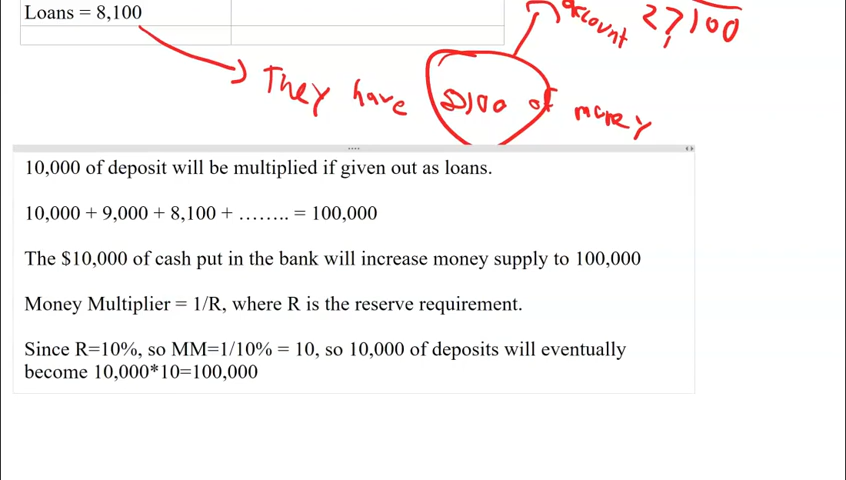 Loans = 8,100
account 27,100
They have 8,100 of money
10,000 of deposit will be multiplied if given out as loans.
10,000 + 9,000 + 8,100 + …….. = 100,000
The $10,000 of cash put in the bank will increase money supply to 100,000
Money Multiplier = 1/R, where R is the reserve requirement.
Since R=10%, so MM=1/10% = 10, so 10,000 of deposits will eventually
become 10,000*10=100,000